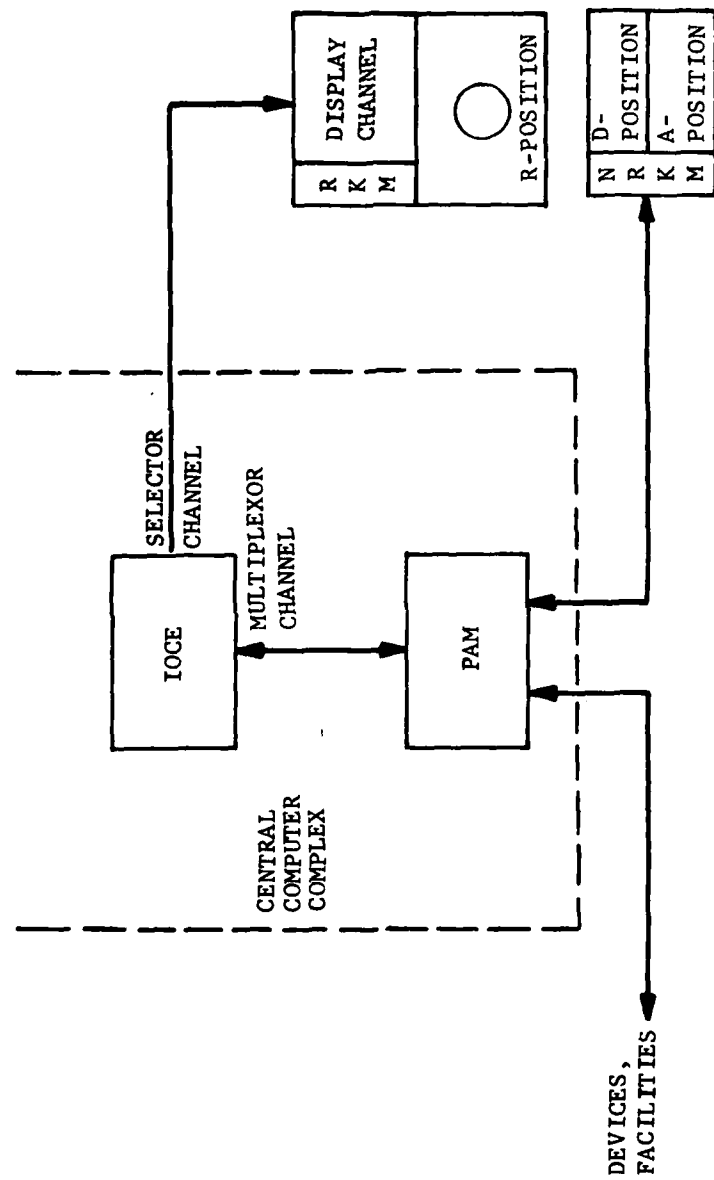 CENTRAL
COMPUTER
COMPLEX
IOCE
SELECTOR
CHANNEL
MULTIPLEXOR
CHANNEL
PAM
DEVICES,
FACILITIES
R
K
M
DISPLAY
CHANNEL
R-POSITION
N
R
K
M
D-
POSITION
A-
POSITION